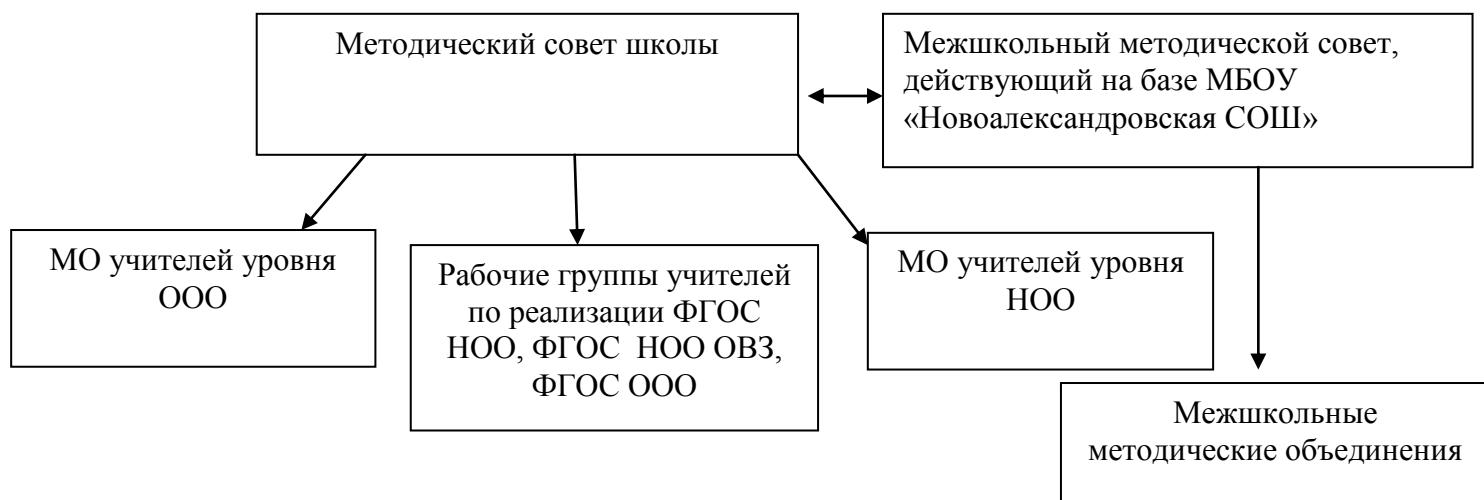 Методический совет школы
Межшкольный методической совет,
действующий на базе МБОУ
«Новоалександровская СОШ»
МО учителей уровня
ООО
Рабочие группы учителей
по реализации ФГОС
НОО, ФГОС НОО ОВЗ,
ФГОС ООО
МО учителей уровня
НОО
Межшкольные
методические объединения